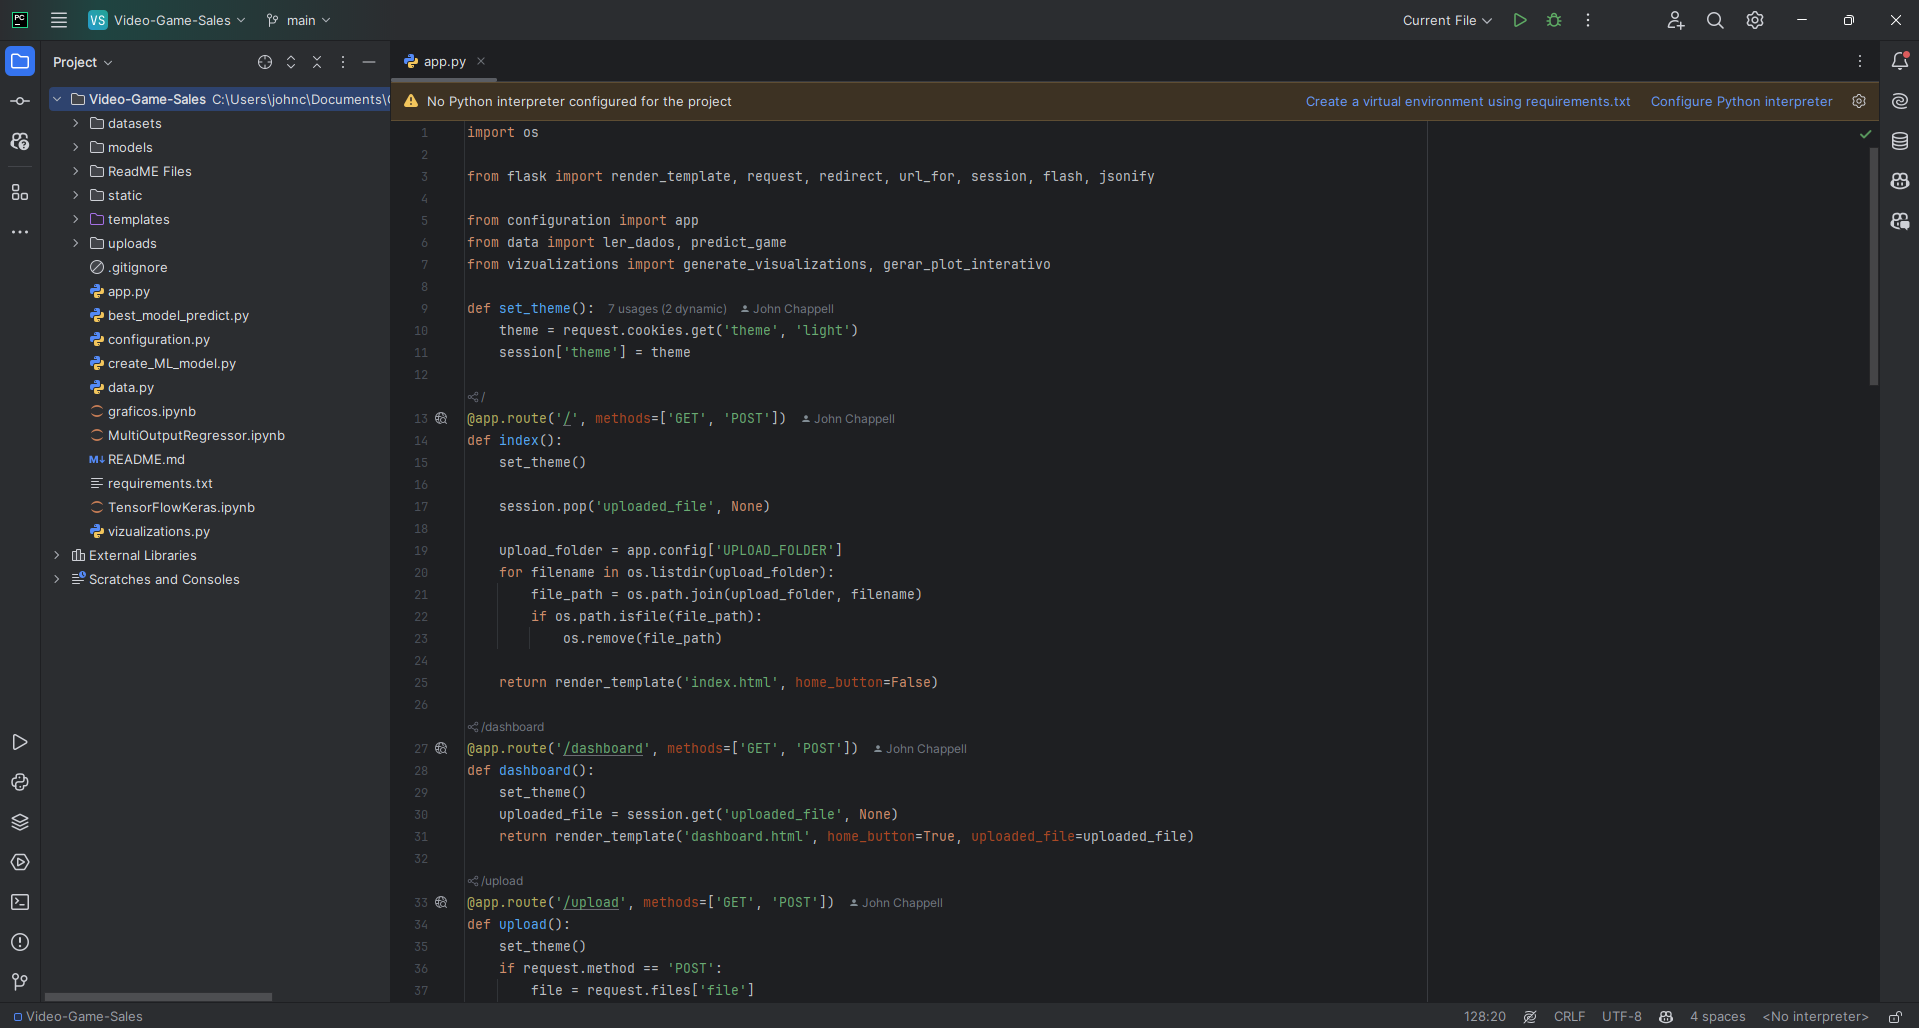 PC
VS Video-Game-Sales main Current File
Project
app.py
Video-Game-Sales C:\Users\johnc\Documents\
datasets
models
ReadME Files
static
templates
uploads
.gitignore
app.py
best_model_predict.py
configuration.py
create_ML_model.py
data.py
graficos.ipynb
MultiOutputRegressor.ipynb
M↓ README.md
requirements.txt
TensorFlowKeras.ipynb
vizualizations.py
External Libraries
Scratches and Consoles
No Python interpreter configured for the project Create a virtual environment using requirements.txt Configure Python interpreter
1 import os
2
3 from flask import render_template, request, redirect, url_for, session, flash, jsonify
4
5 from configuration import app
6 from data import ler_dados, predict_game
7 from vizualizations import generate_visualizations, gerar_plot_interativo
8
9 def set_theme(): 7 usages (2 dynamic) John Chappell
10 theme = request.cookies.get('theme', 'light')
11 session['theme'] = theme
12
/
13 @app.route('/', methods=['GET', 'POST']) John Chappell
14 def index():
15 set_theme()
16
17 session.pop('uploaded_file', None)
18
19 upload_folder = app.config['UPLOAD_FOLDER']
20 for filename in os.listdir(upload_folder):
21 file_path = os.path.join(upload_folder, filename)
22 if os.path.isfile(file_path):
23 os.remove(file_path)
24
25 return render_template('index.html', home_button=False)
26
/dashboard
27 @app.route('/dashboard', methods=['GET', 'POST']) John Chappell
28 def dashboard():
29 set_theme()
30 uploaded_file = session.get('uploaded_file', None)
31 return render_template('dashboard.html', home_button=True, uploaded_file=uploaded_file)
32
/upload
33 @app.route('/upload', methods=['GET', 'POST']) John Chappell
34 def upload():
35 set_theme()
36 if request.method == 'POST':
37 file = request.files['file']
Video-Game-Sales 128:20 CRLF UTF-8 4 spaces <No interpreter>